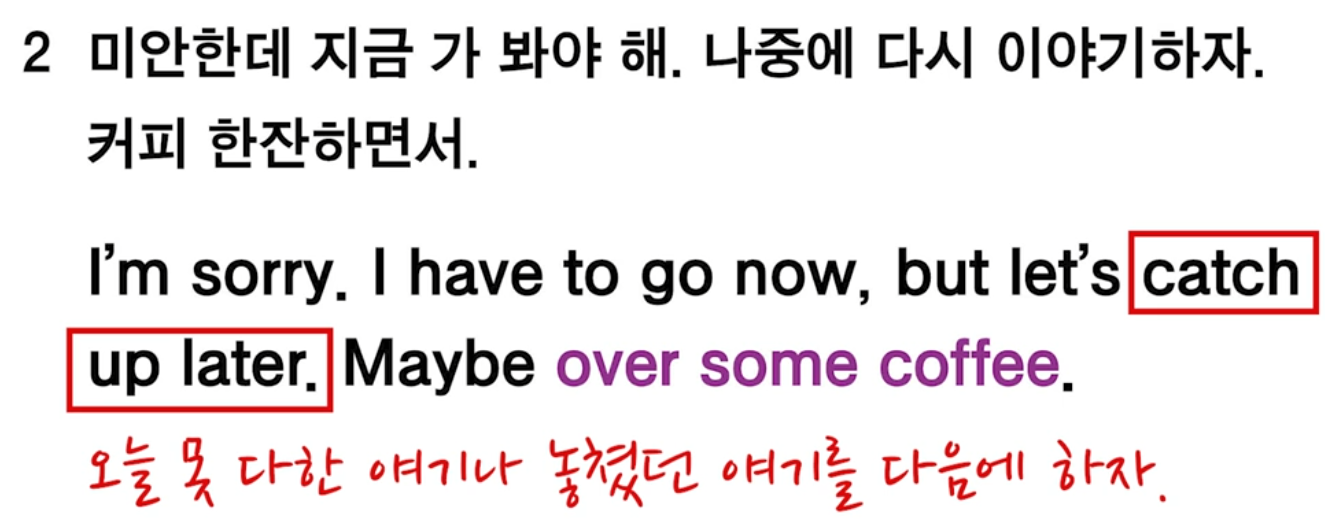 2 미안한데 지금 가 봐야 해. 나중에 다시 이야기하자.
커피 한잔하면서.
I'm sorry. I have to go now, but let's catch
up later. Maybe over some coffee.
오늘 못 다한 얘기나 놓쳤던 얘기를 다음에 하자.